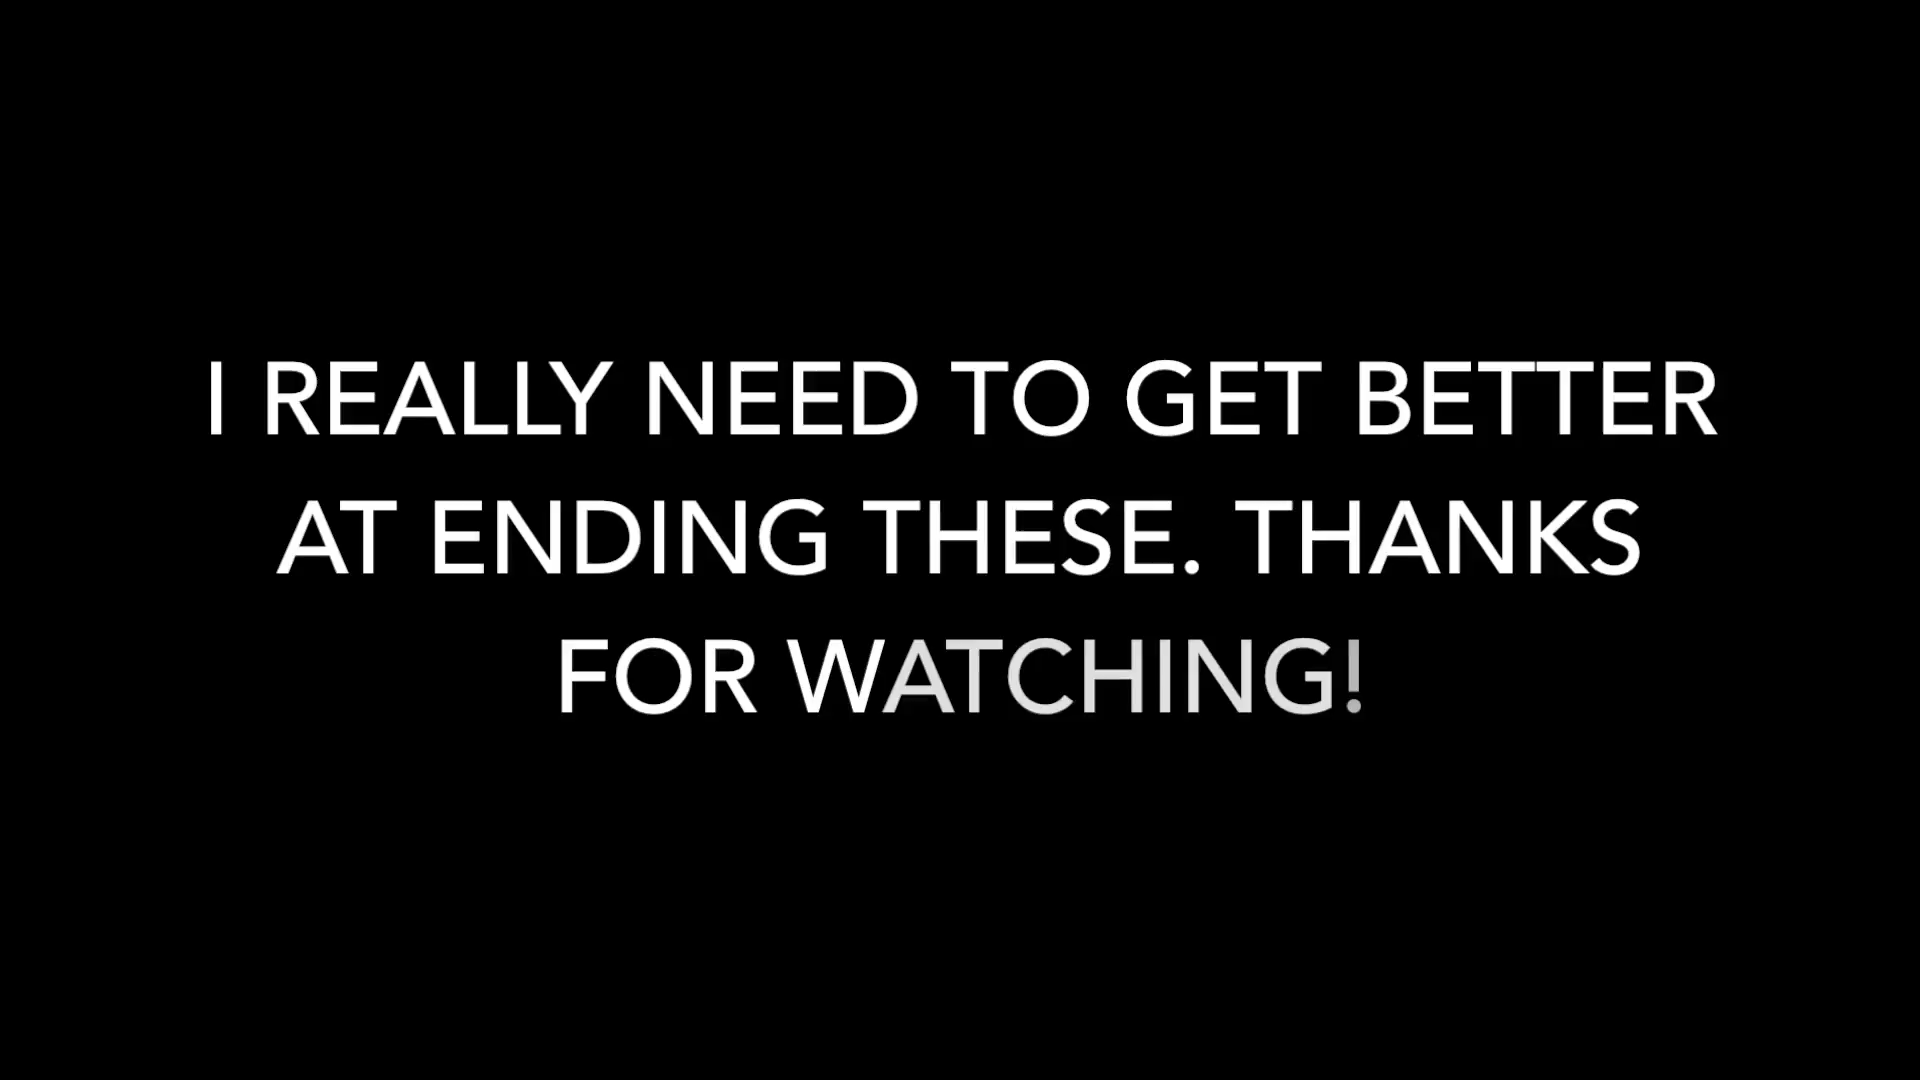 I REALLY NEED TO GET BETTER
AT ENDING THESE. THANKS
FOR WATCHING!